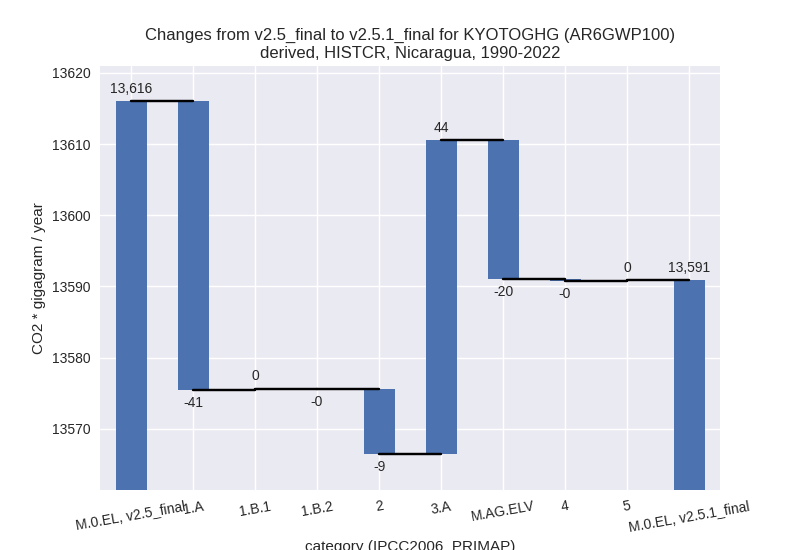 Changes from v2.5_final to v2.5.1_final for KYOTOGHG (AR6GWP100)
derived, HISTCR, Nicaragua, 1990-2022
CO2 * gigagram / year
13620
13610
13600
13590
13580
13570
13,616
-41
0
-0
-9
44
-20
-0
0
13,591
M.0.EL, v2.5_final
1.A
1.B.1
1.B.2
2
3.A
M.AG.ELV
4
5
M.0.EL, v2.5.1_final
category (IPCC2006_PRIMAP)